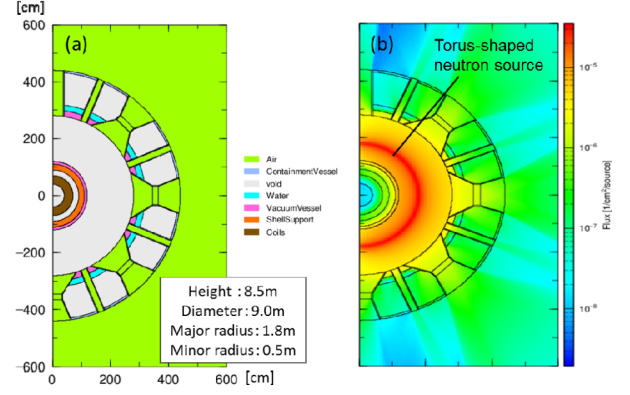 [cm]
600
400
200
0
-200
-400
-600
0
200
400
600
[cm]
(a)
Air
ContainmentVessel
void
Water
VacuumVessel
ShellSupport
Coils
Height : 8.5m
Diameter : 9.0m
Major radius : 1.8m
Minor radius : 0.5m
(b)
Torus-shaped
neutron source
10⁻⁵
10⁻⁶
10⁻⁷
10⁻⁸
Flux [1/cm²/source]